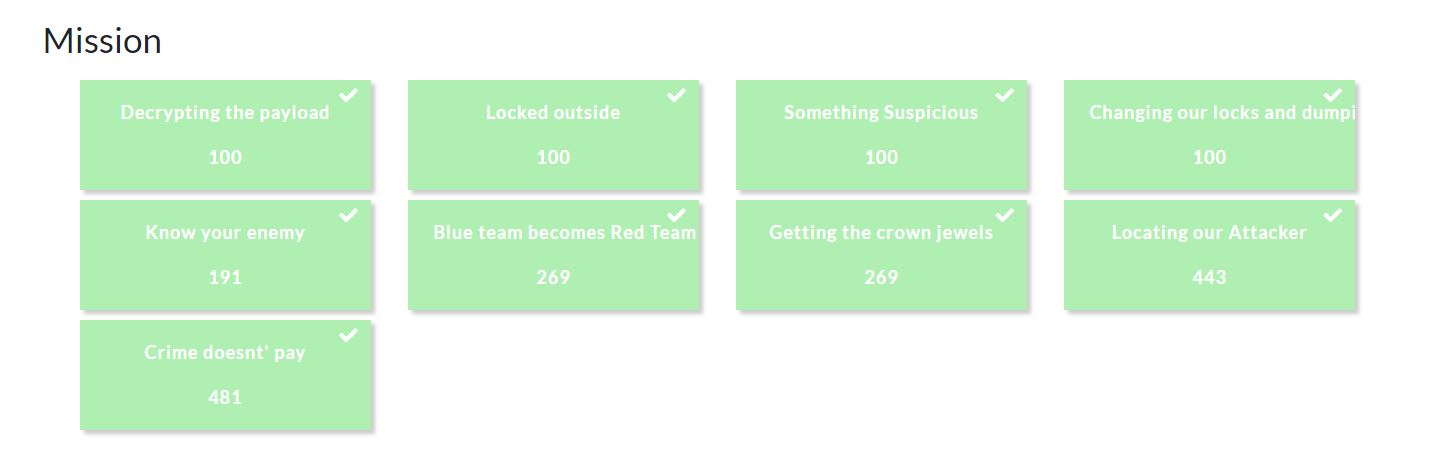 Mission
Decrypting the payload
100
Locked outside
100
Something Suspicious
100
Changing our locks and dumpi
100
Know your enemy
191
Blue team becomes Red Team
269
Getting the crown jewels
269
Locating our Attacker
443
Crime doesnt' pay
481